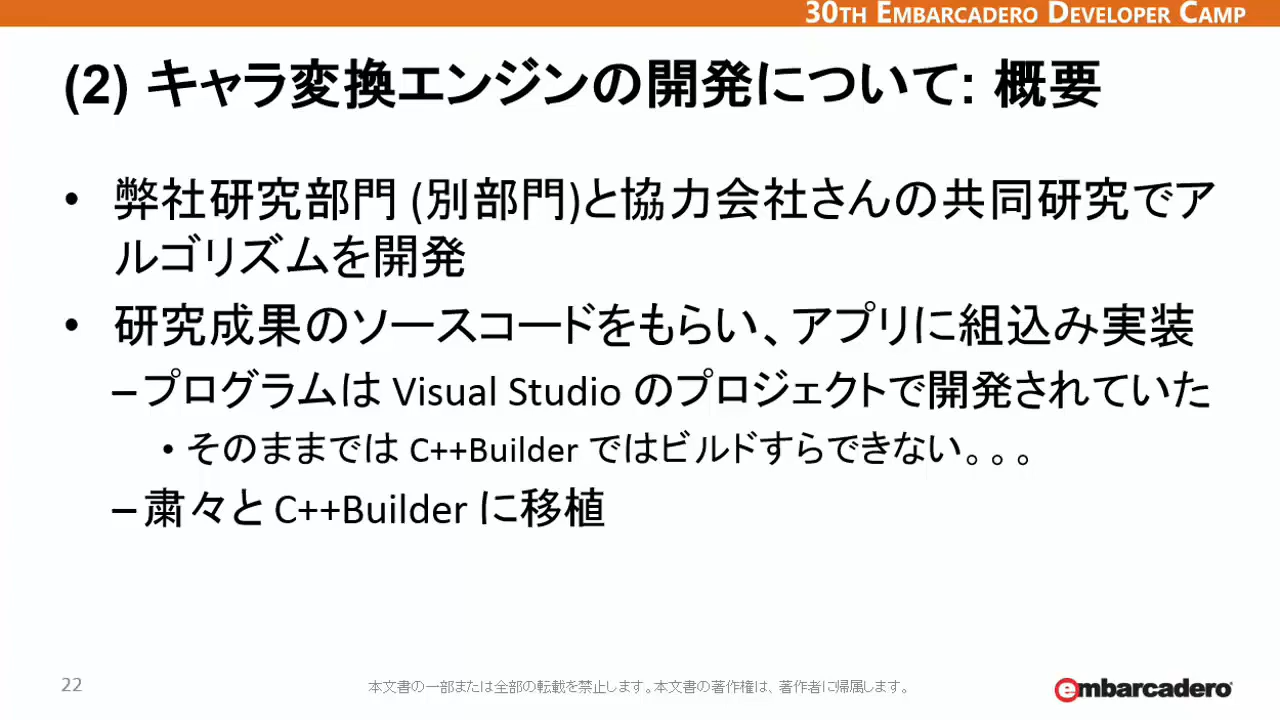 30TH EMBARCADERO DEVELOPER CAMP
(2) キャラ変換エンジンの開発について: 概要
• 弊社研究部門 (別部門)と協力会社さんの共同研究でア
ルゴリズムを開発
• 研究成果のソースコードをもらい、アプリに組込み実装
–プログラムは Visual Studio のプロジェクトで開発されていた
• そのままでは C++Builder ではビルドすらできない。。。
–粛々と C++Builder に移植
22
本文書の一部または全部の転載を禁止します。本文書の著作権は、著作者に帰属します。
embarcadero